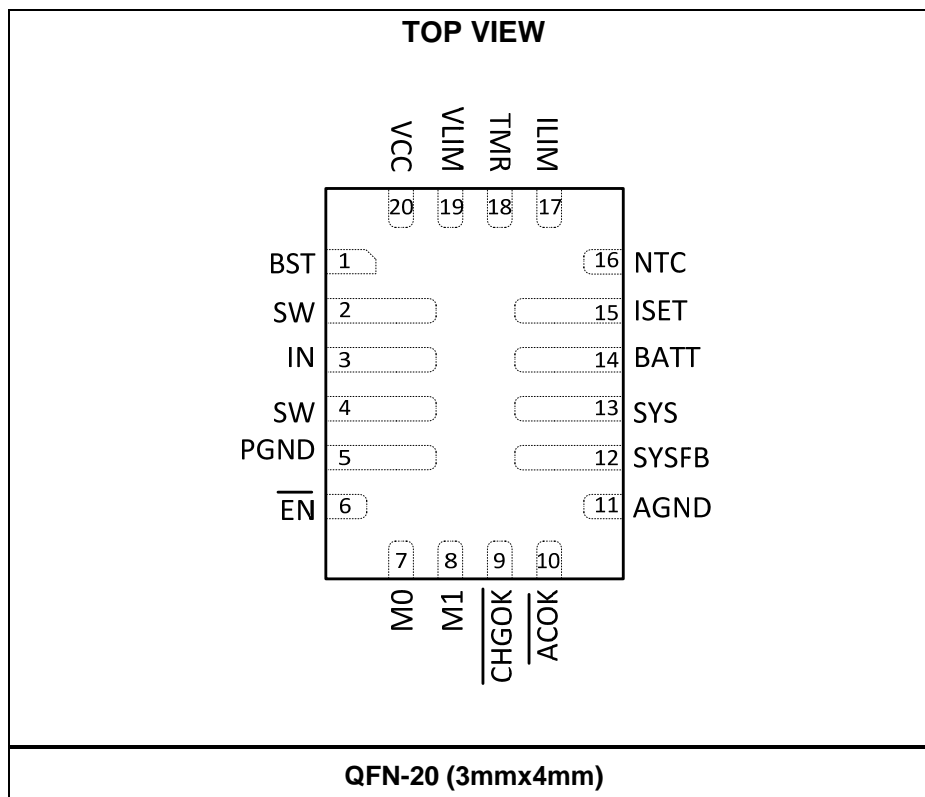 TOP VIEW
VCC VLIM TMR ILIM
20 19 18 17
BST 1 16 NTC
SW 2 15 ISET
IN 3 14 BATT
SW 4 13 SYS
PGND 5 12 SYSFB
EN 6 11 AGND
7 8 9 10
M0 M1 CHGOK ACOK
QFN-20 (3mmx4mm)